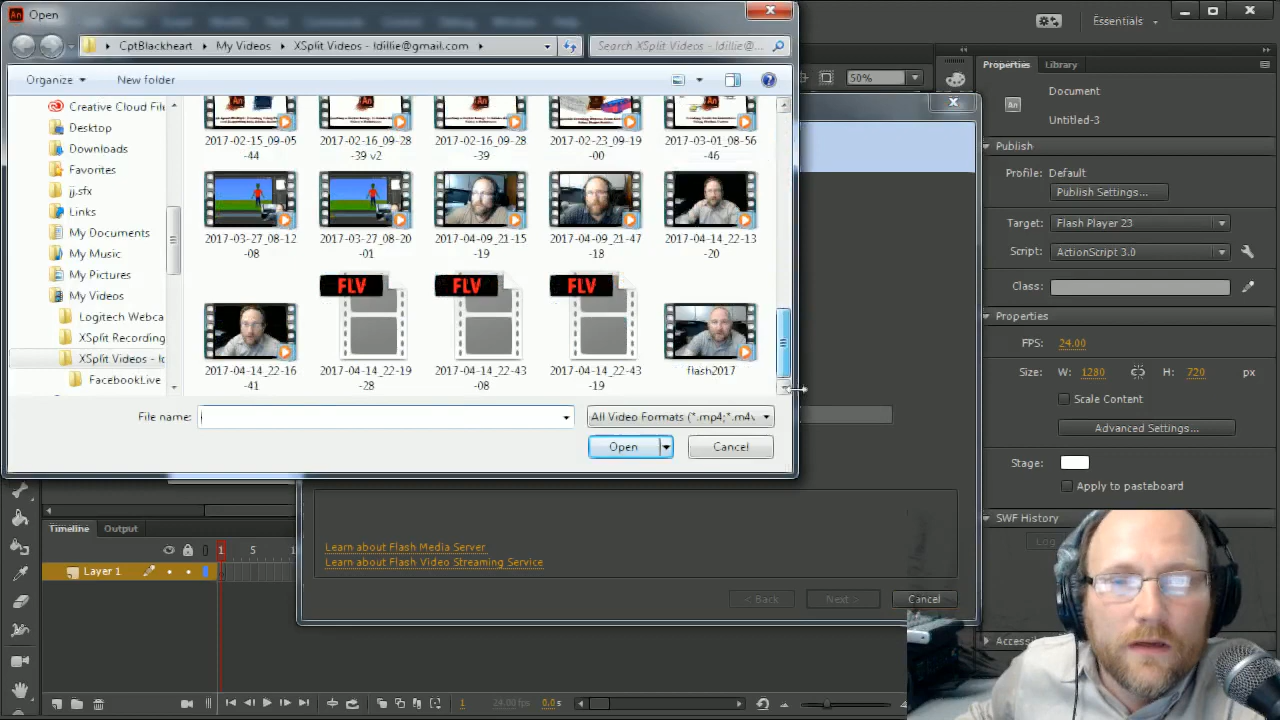 An Open
Essentials
CptBlackheart My Videos XSplit Videos - ldillie@gmail.com
Search XSplit Videos - ldillie@gm...
Organize New folder
50%
Properties Library
Creative Cloud File
Desktop
Downloads
Favorites
jj.sfx
Links
My Documents
My Music
My Pictures
My Videos
Logitech Webca
XSplit Recording
XSplit Videos - l
FacebookLive
2017-02-15_09-05
-44
2017-02-16_09-28
-39 v2
2017-02-16_09-28
-39
2017-02-23_09-19
-00
2017-03-01_08-56
-46
2017-03-27_08-12
-08
2017-03-27_08-20
-01
2017-04-09_21-15
-19
2017-04-09_21-47
-18
2017-04-14_22-13
-20
FLV
FLV
FLV
2017-04-14_22-16
-41
2017-04-14_22-19
-28
2017-04-14_22-43
-08
2017-04-14_22-43
-19
flash2017
File name:
All Video Formats (*.mp4;*.m4v
Open Cancel
An
Document
Untitled-3
Publish
Profile: Default
Publish Settings...
Target: Flash Player 23
Script: ActionScript 3.0
Class:
Properties
FPS: 24.00
Size: W: 1280 H: 720 px
Scale Content
Advanced Settings...
Stage:
Apply to pasteboard
SWF History
Log
Learn about Flash Media Server
Learn about Flash Video Streaming Service
< Back Next > Cancel
Timeline Output
1 5 1
Layer 1
1 24.00 fps 0.0 s